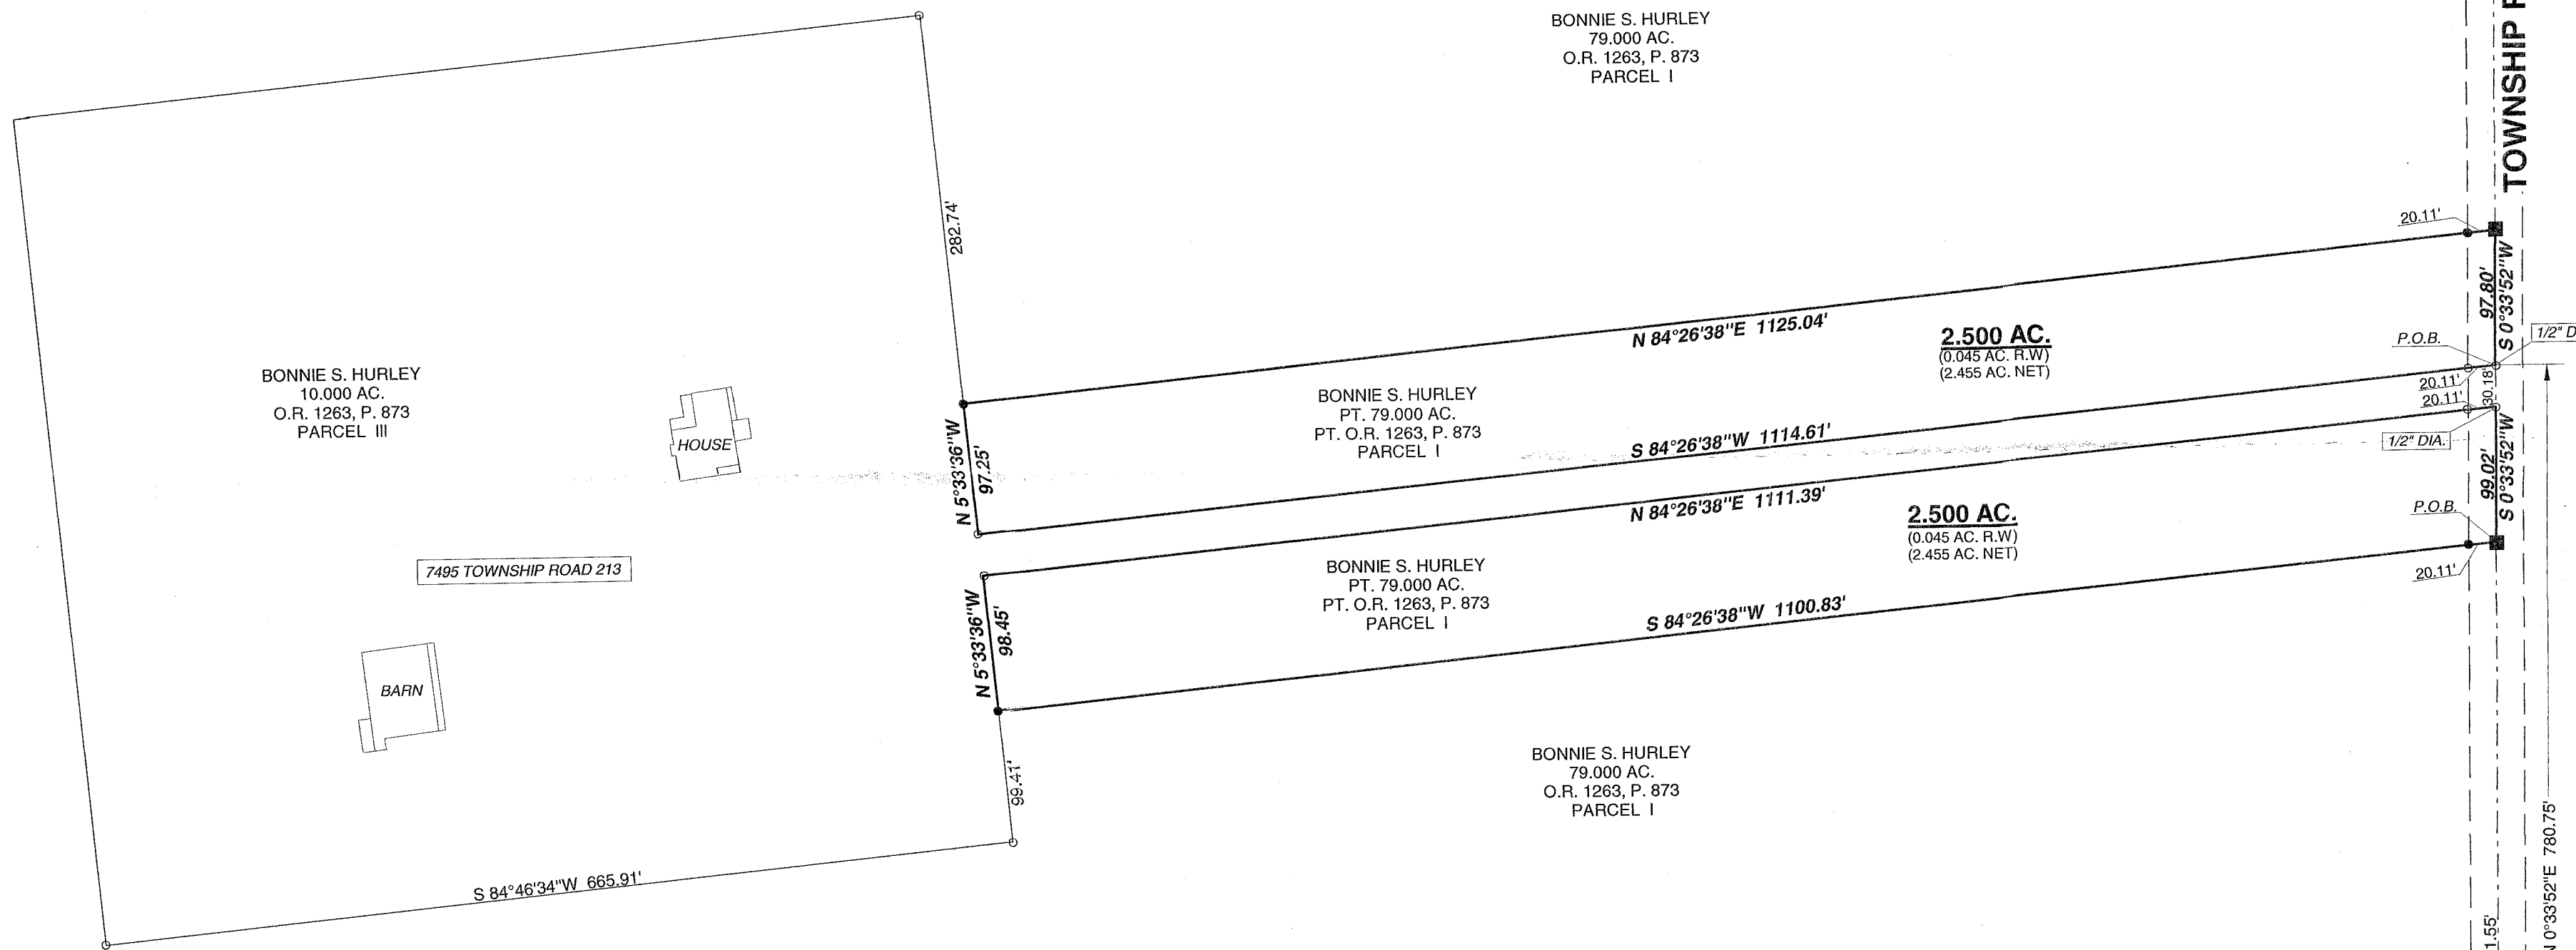 BONNIE S. HURLEY
79.000 AC.
O.R. 1263, P. 873
PARCEL I
TOWNSHIP
282.74'
20.11'
97.80'
S 0°33'52"W
N 84°26'38"E 1125.04'
2.500 AC.
(0.045 AC. R.W)
(2.455 AC. NET)
P.O.B.
1/2" D
20.11'
30.18'
20.11'
BONNIE S. HURLEY
10.000 AC.
O.R. 1263, P. 873
PARCEL III
HOUSE
BONNIE S. HURLEY
PT. 79.000 AC.
PT. O.R. 1263, P. 873
PARCEL I
N 5°33'36"W
97.25'
S 84°26'38"W 1114.61'
1/2" DIA.
99.02'
S 0°33'52"W
N 84°26'38"E 1111.39'
2.500 AC.
(0.045 AC. R.W)
(2.455 AC. NET)
P.O.B.
7495 TOWNSHIP ROAD 213
BONNIE S. HURLEY
PT. 79.000 AC.
PT. O.R. 1263, P. 873
PARCEL I
20.11'
N 5°33'36"W
98.45'
S 84°26'38"W 1100.83'
BARN
99.41'
BONNIE S. HURLEY
79.000 AC.
O.R. 1263, P. 873
PARCEL I
S 84°46'34"W 665.91'
1.55'
N 0°33'52"E 780.75'